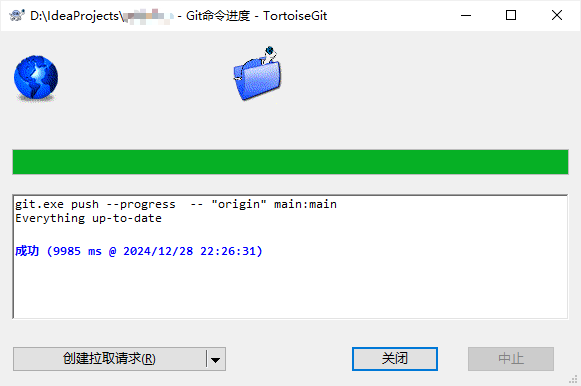 D:\IdeaProjects\ - Git命令进度 - TortoiseGit
git.exe push --progress  -- "origin" main:main
Everything up-to-date
成功 (9985 ms @ 2024/12/28 22:26:31)
创建拉取请求(R)
关闭
中止